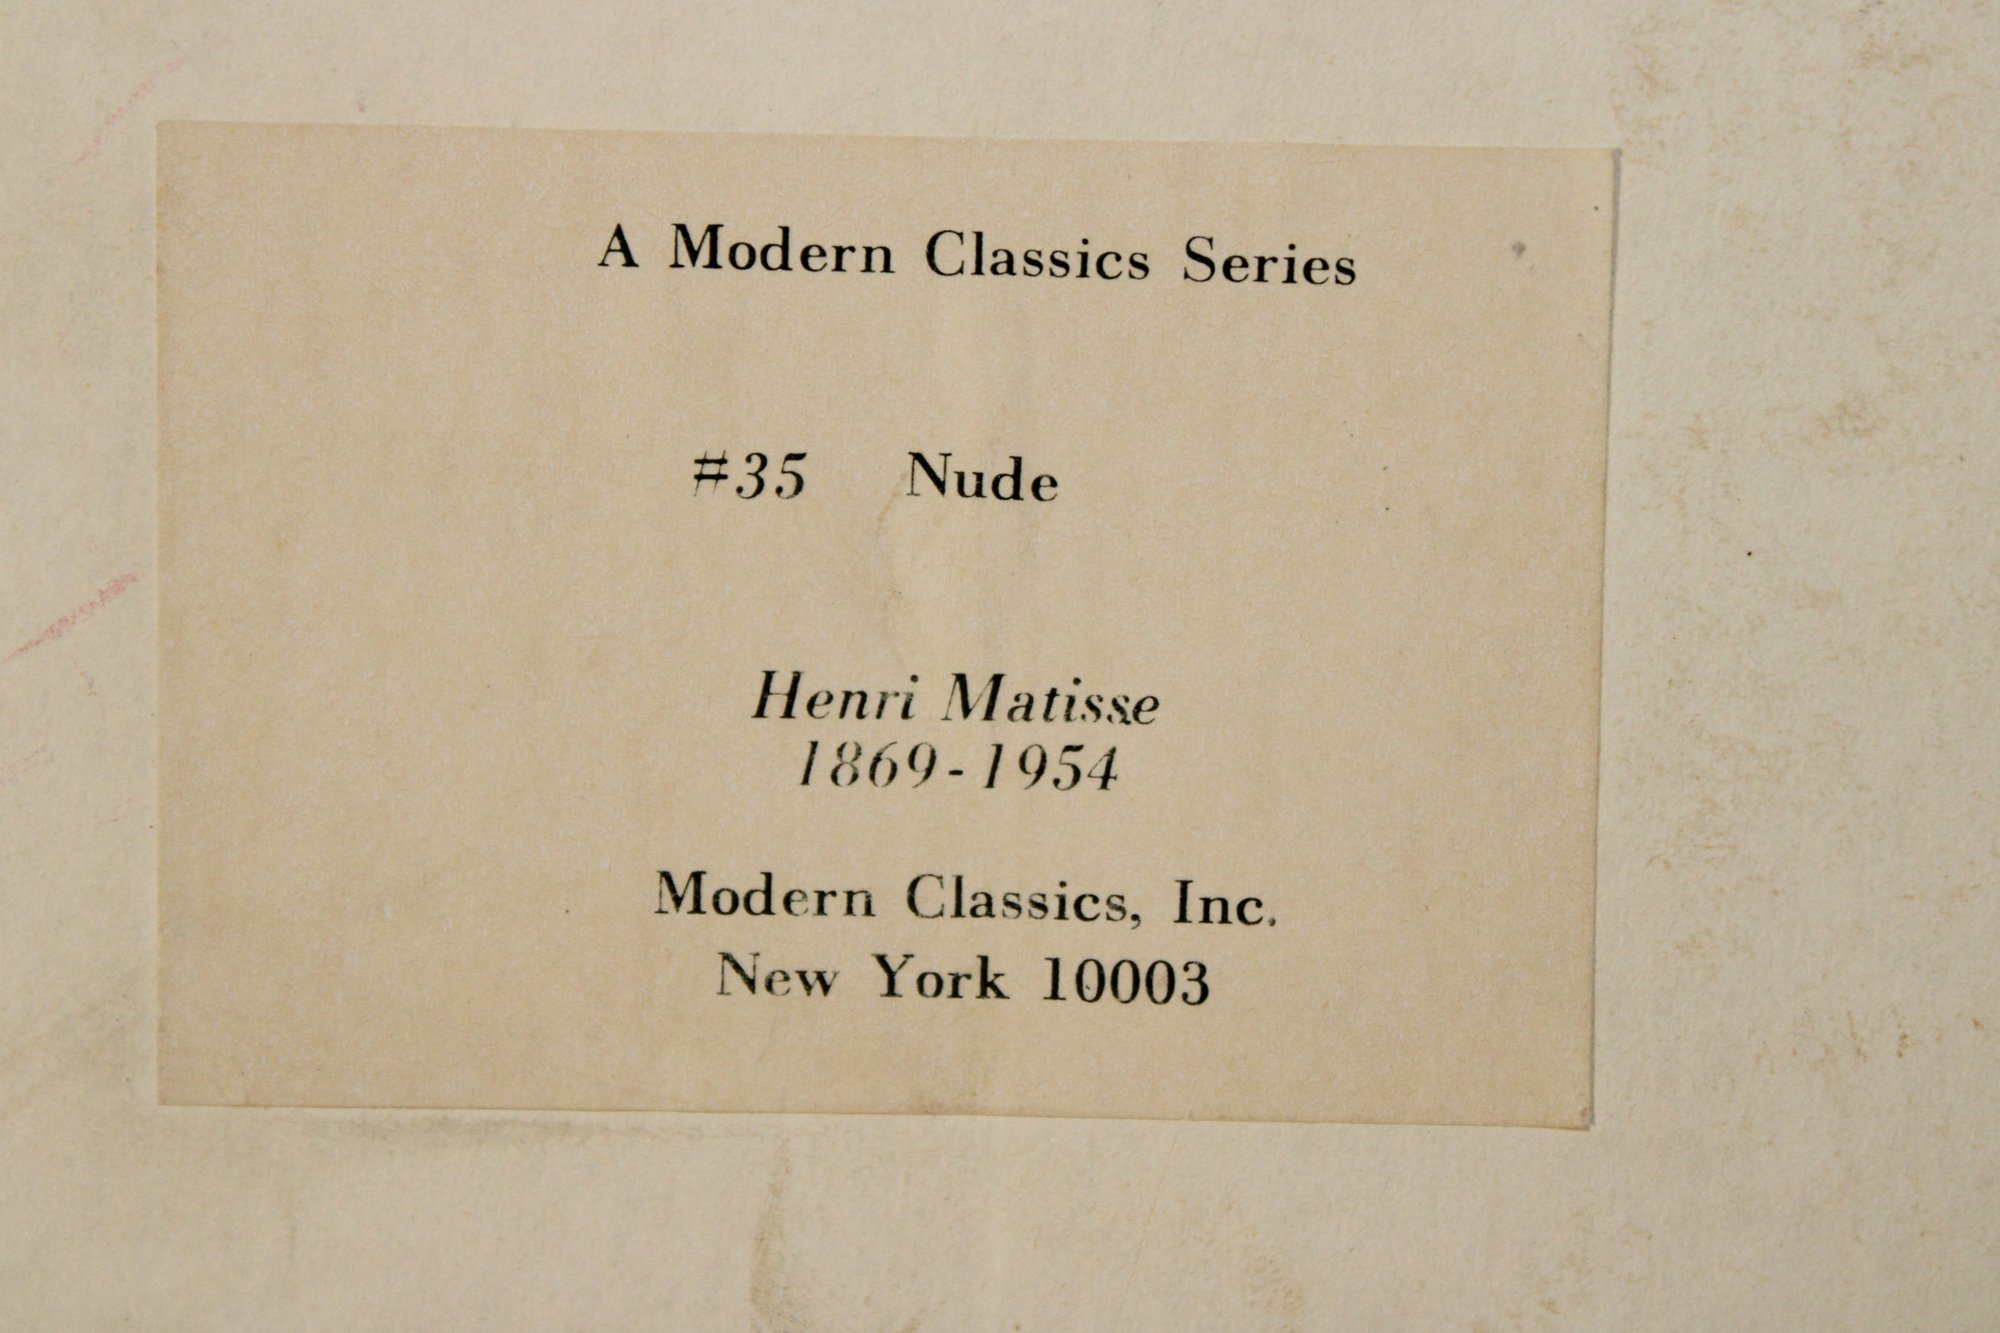 A Modern Classics Series
#35 Nude
Henri Matisse
1869-1954
Modern Classics, Inc.
New York 10003